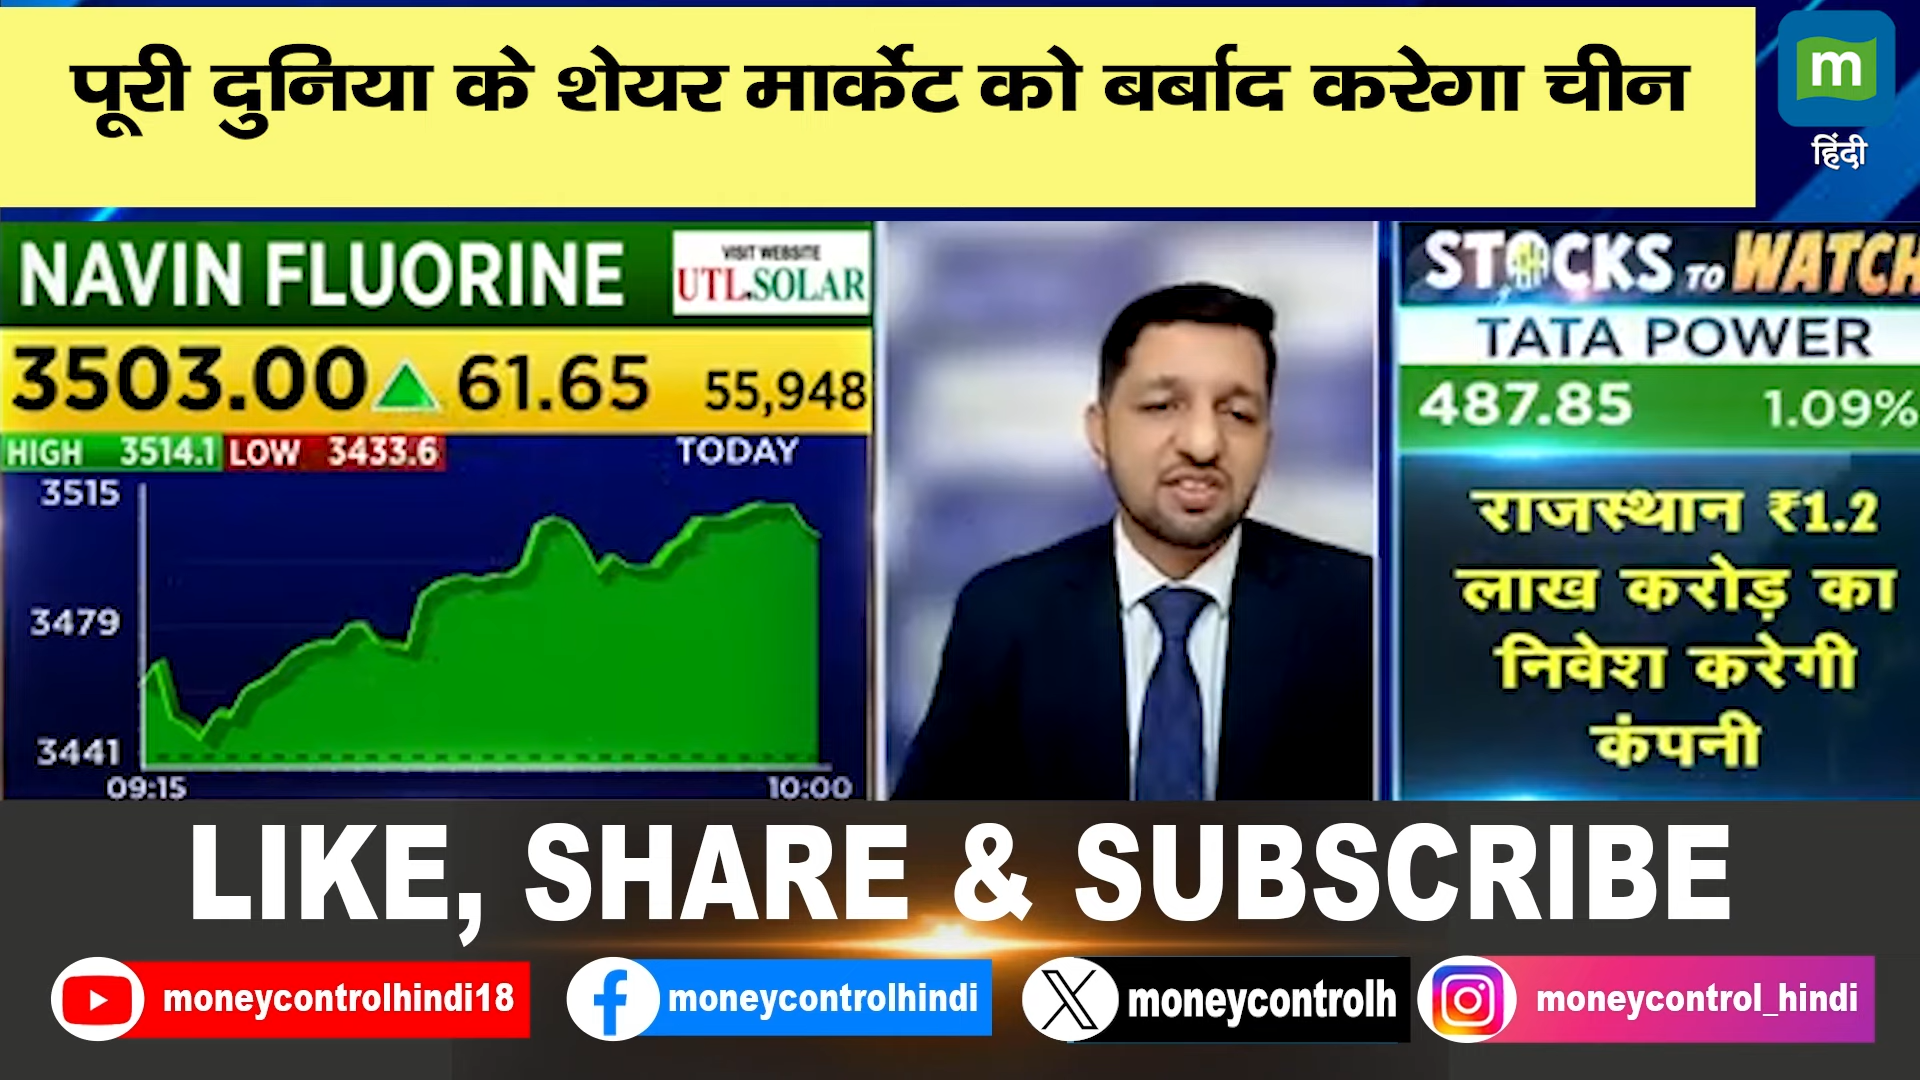 पूरी दुनिया के शेयर मार्केट को बर्बाद करेगा चीन
m
हिंदी
NAVIN FLUORINE
VISIT WEBSITE
UTL.SOLAR
3503.00 61.65 55,948
HIGH 3514.1 LOW 3433.6 TODAY
3515
3479
3441
09:15 10:00
STOCKS TO WATCH
TATA POWER
487.85 1.09%
राजस्थान ₹1.2
लाख करोड़ का
निवेश करेगी
कंपनी
LIKE, SHARE & SUBSCRIBE
moneycontrolhindi18 moneycontrolhindi moneycontrolh moneycontrol_hindi